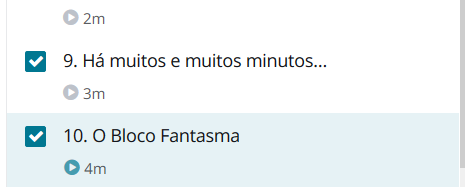 2m
9. Há muitos e muitos minutos...
3m
10. O Bloco Fantasma
4m